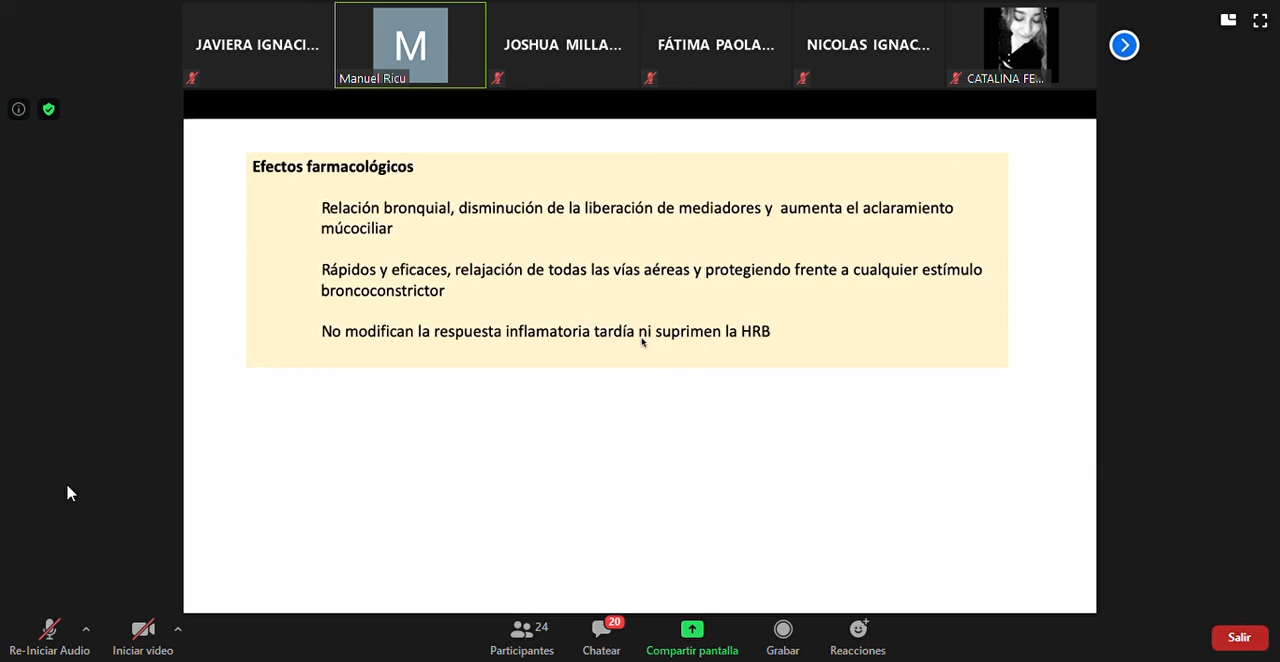 JAVIERA IGNACI...
M
Manuel Ricu
JOSHUA MILLA...
FÁTIMA PAOLA...
NICOLAS IGNAC...
CATALINA FE...
Efectos farmacológicos
Relación bronquial, disminución de la liberación de mediadores y aumenta el aclaramiento
múcociliar
Rápidos y eficaces, relajación de todas las vías aéreas y protegiendo frente a cualquier estímulo
broncoconstrictor
No modifican la respuesta inflamatoria tardía ni suprimen la HRB
Re-Iniciar Audio
Iniciar video
24
Participantes
20
Chatear
Compartir pantalla
Grabar
Reacciones
Salir